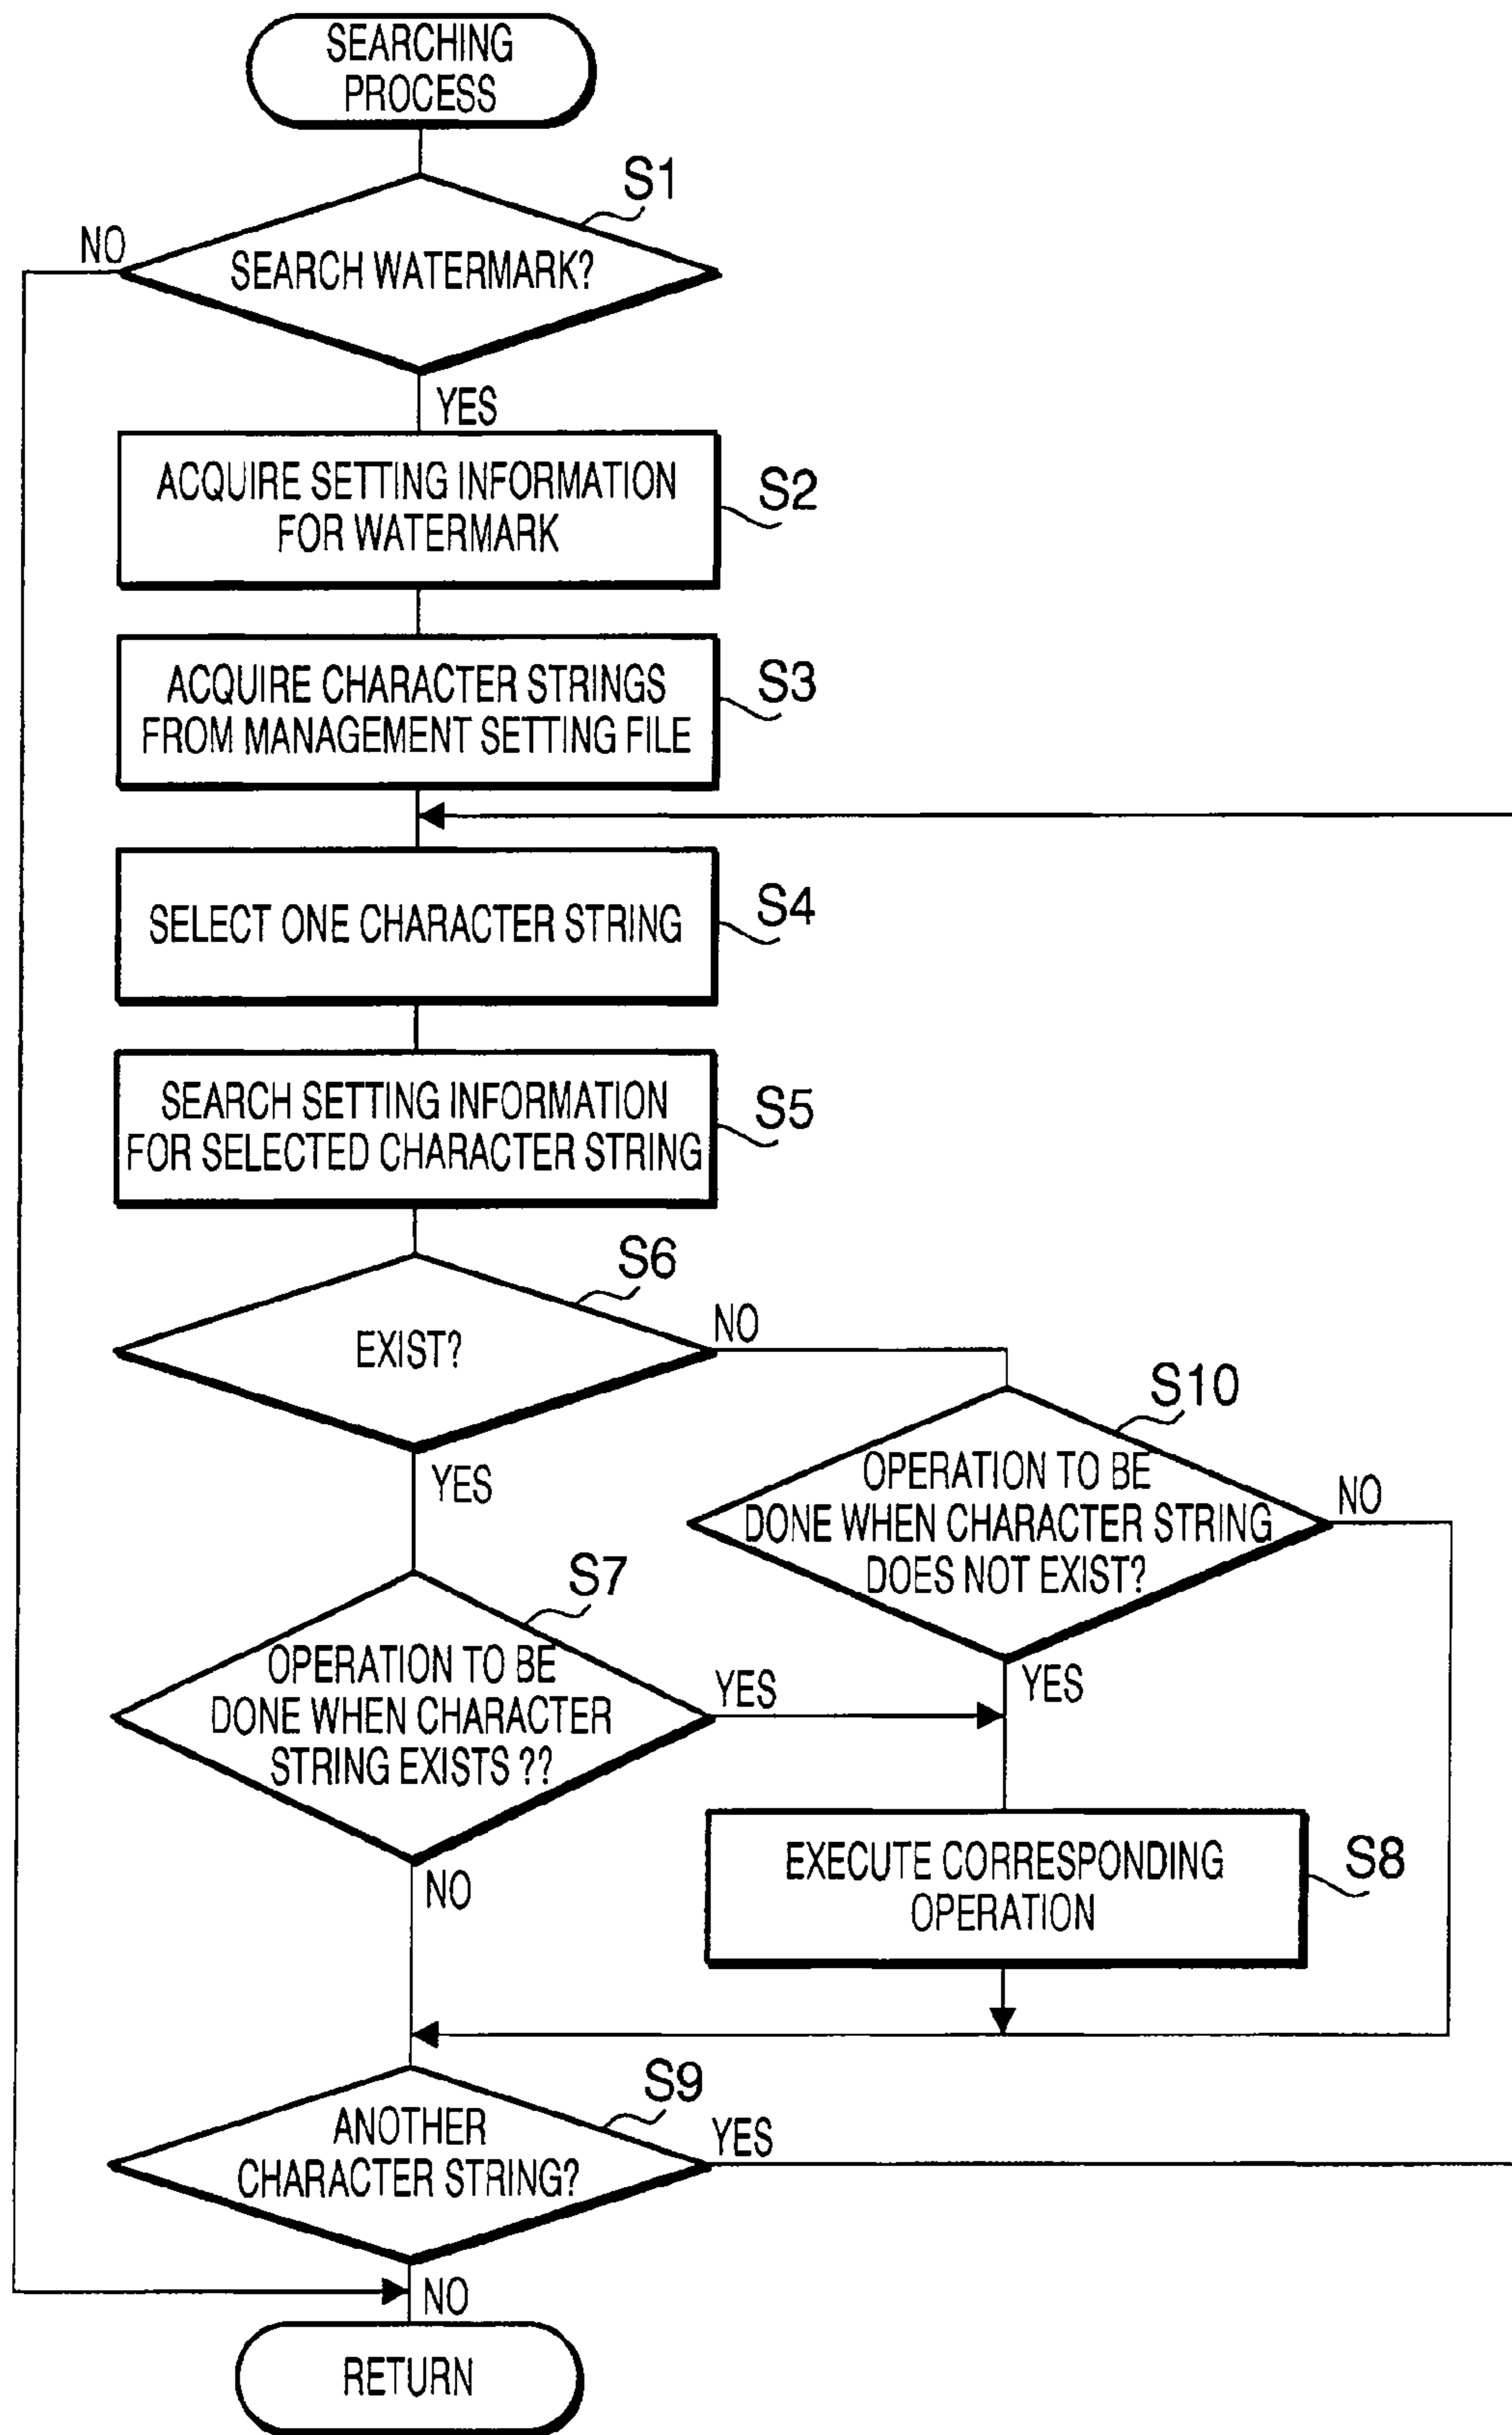 SEARCHING
PROCESS
S1
NO
SEARCH WATERMARK?
YES
ACQUIRE SETTING INFORMATION
FOR WATERMARK
S2
ACQUIRE CHARACTER STRINGS
FROM MANAGEMENT SETTING FILE
S3
SELECT ONE CHARACTER STRING
S4
SEARCH SETTING INFORMATION
FOR SELECTED CHARACTER STRING
S5
S6
EXIST?
NO
YES
S10
OPERATION TO BE
DONE WHEN CHARACTER STRING
DOES NOT EXIST?
NO
YES
S7
OPERATION TO BE
DONE WHEN CHARACTER
STRING EXISTS ??
YES
NO
EXECUTE CORRESPONDING
OPERATION
S8
S9
ANOTHER
CHARACTER STRING?
YES
NO
RETURN